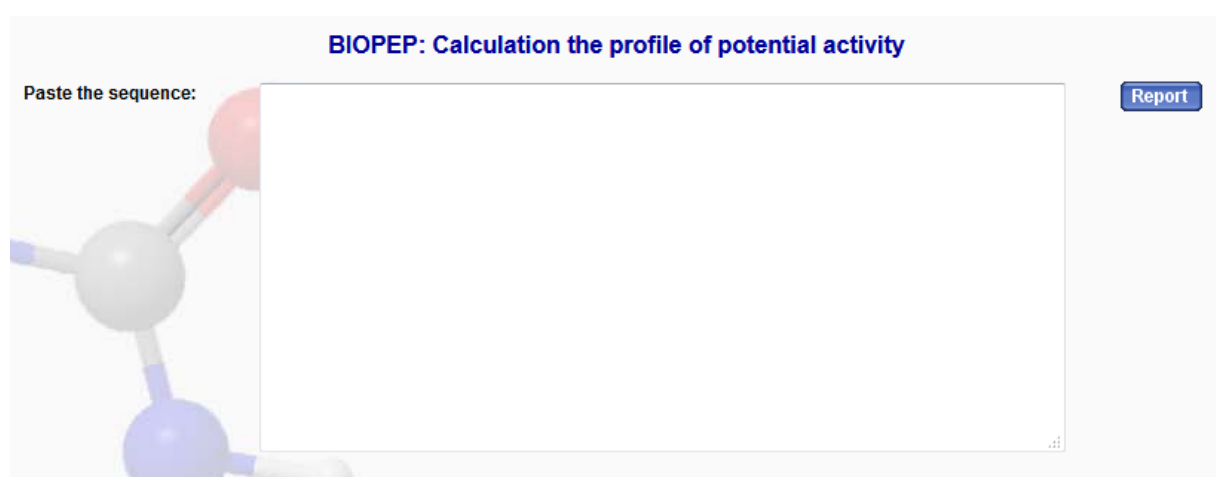 BIOPEP: Calculation the profile of potential activity
Paste the sequence:
Report